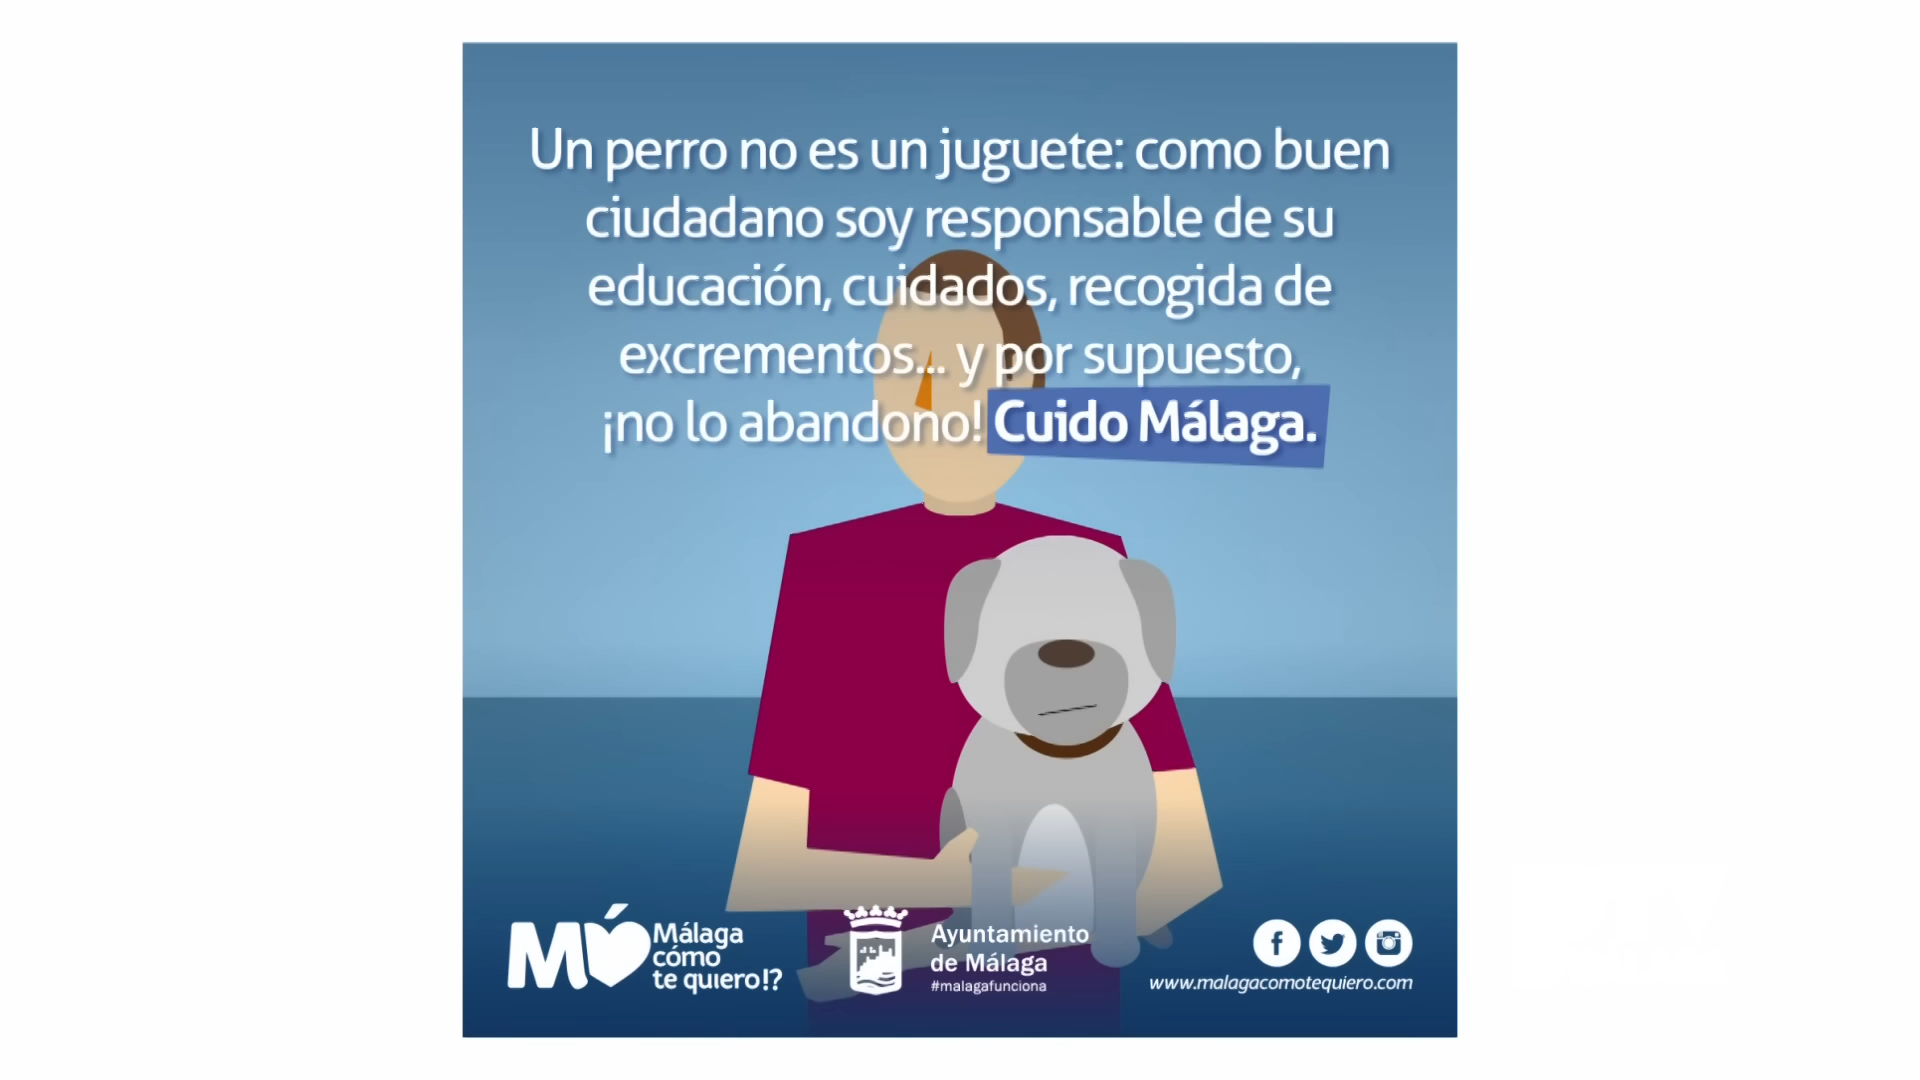 Un perro no es un juguete: como buen
ciudadano soy responsable de su
educación, cuidados, recogida de
excrementos... y por supuesto,
¡no lo abandono! Cuido Málaga.
Málaga
cómo
te quiero!?
Ayuntamiento
de Málaga
#malagafunciona
www.malagacomotequiero.com